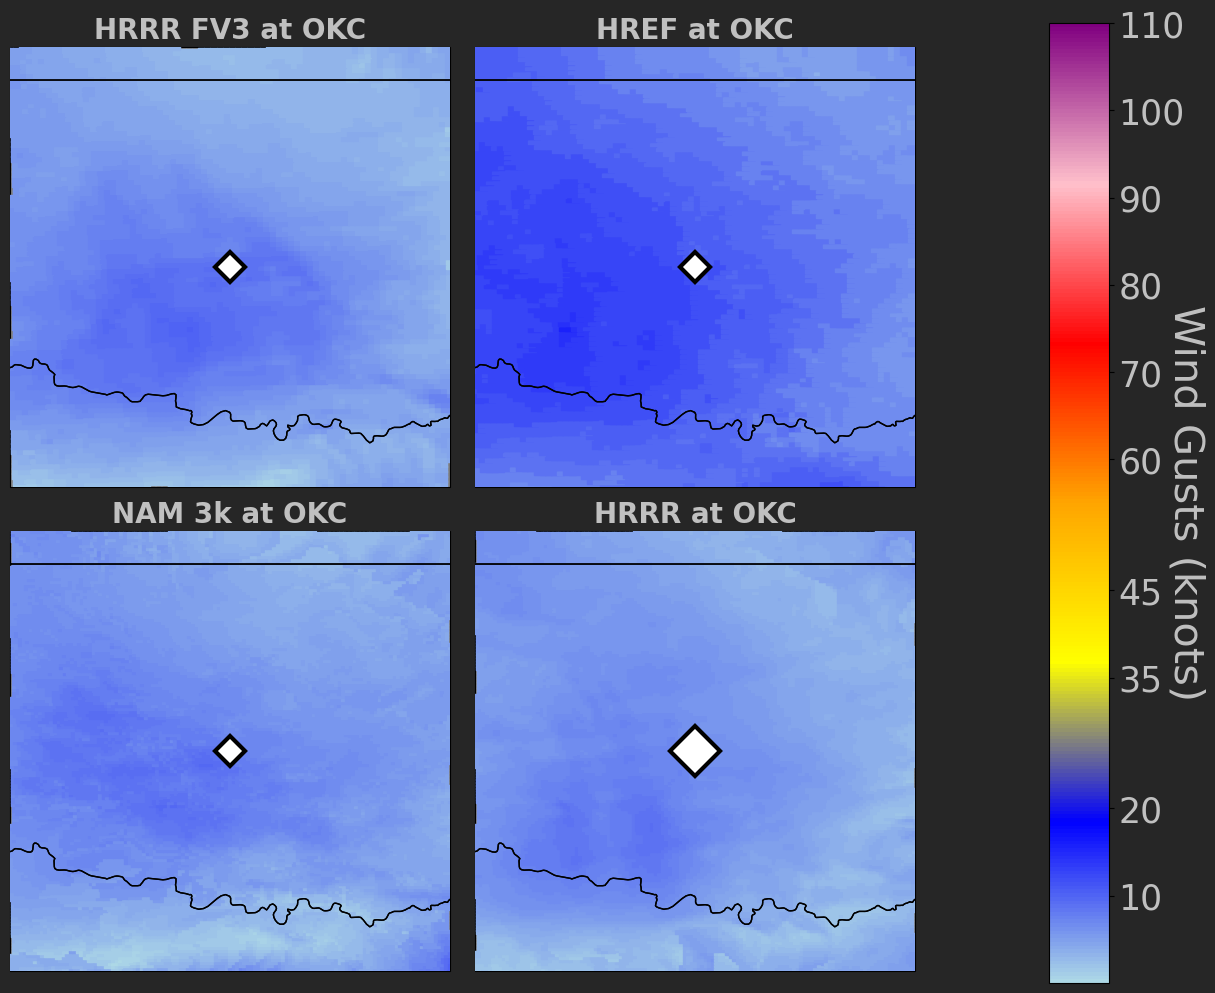 HRRR FV3 at OKC
HREF at OKC
NAM 3k at OKC
HRRR at OKC
110
100
90
80
70
60
45
35
20
10
Wind Gusts (knots)